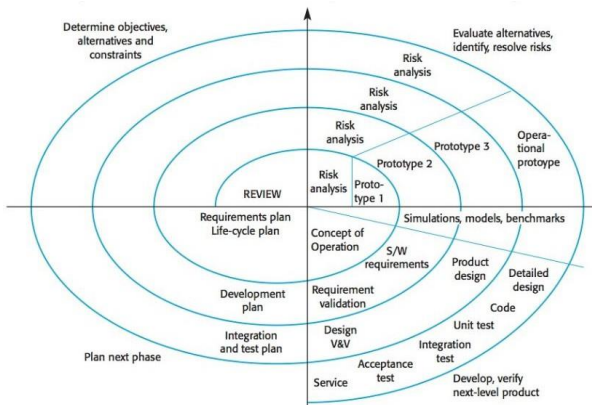 Determine objectives,
alternatives and
constraints
Evaluate alternatives,
identify, resolve risks
Risk
analysis
Risk
analysis
Risk
analysis
Risk
analysis
Proto-
type 1
Prototype 2
Prototype 3
Opera-
tional
protoype
REVIEW
Requirements plan
Life-cycle plan
Simulations, models, benchmarks
Concept of
Operation
S/W
requirements
Product
design
Detailed
design
Development
plan
Requirement
validation
Code
Unit test
Integration
and test plan
Design
V&V
Integration
test
Plan next phase
Acceptance
test
Service
Develop, verify
next-level product